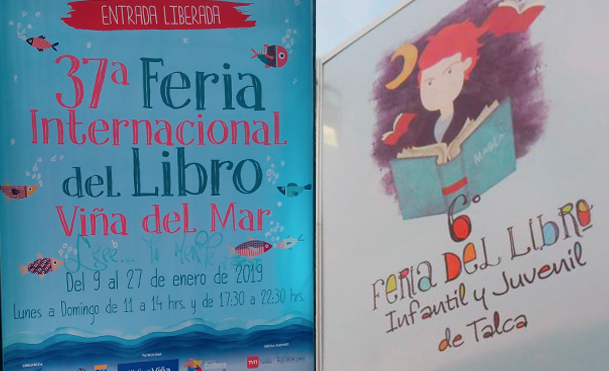 ENTRADA LIBERADA
37ª Feria
Internacional
del Libro
Viña del Mar
Del 9 al 27 de enero de 2019
Lunes a Domingo de 11 a 14 hrs. y de 17:30 a 22:30 hrs.
MAGIA
6°
FERIA DEL LIBRO
Infantil y Juvenil
de Talca